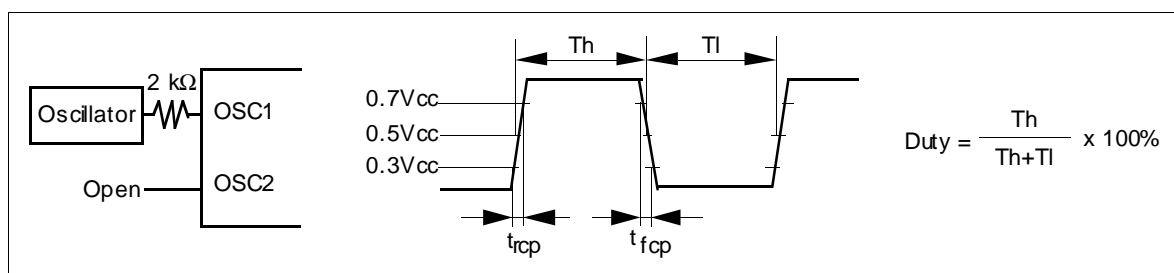 2 kΩ
Oscillator
OSC1
Open
OSC2
Th
Tl
0.7Vcc
0.5Vcc
0.3Vcc
trcp
tfcp
Duty = Th / Th+Tl x 100%